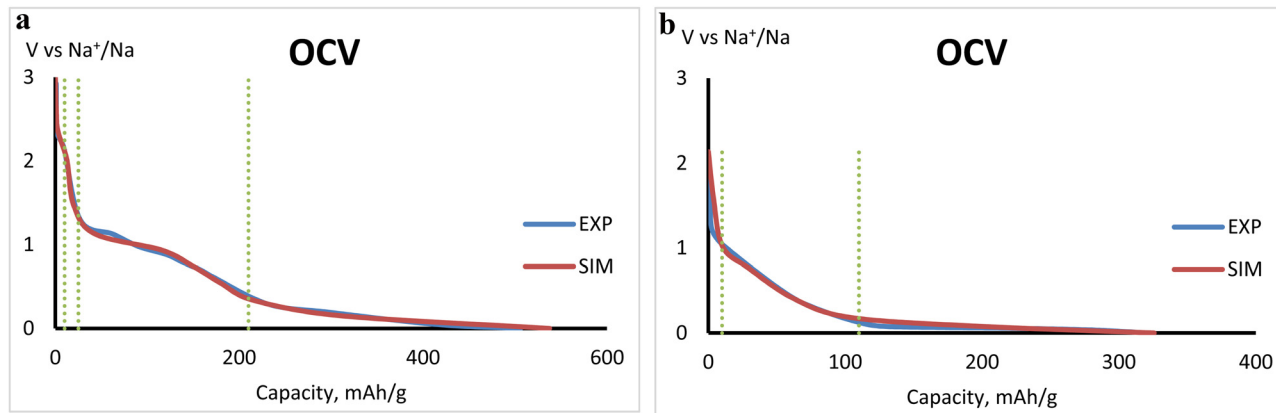 a
V vs Na⁺/Na
OCV
3
2
1
0
EXP
SIM
0
200
400
600
Capacity, mAh/g
b
V vs Na⁺/Na
OCV
3
2
1
0
EXP
SIM
0
100
200
300
400
Capacity, mAh/g